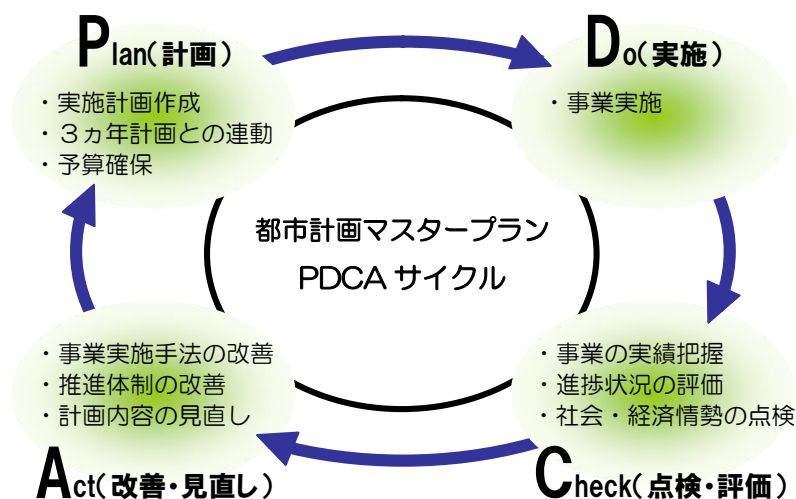 Plan(計画)
・実施計画作成
・３ヵ年計画との連動
・予算確保
Do(実施)
・事業実施
都市計画マスタープラン
PDCAサイクル
・事業の実績把握
・進捗状況の評価
・社会・経済情勢の点検
Check(点検・評価)
・事業実施手法の改善
・推進体制の改善
・計画内容の見直し
Act(改善・見直し)